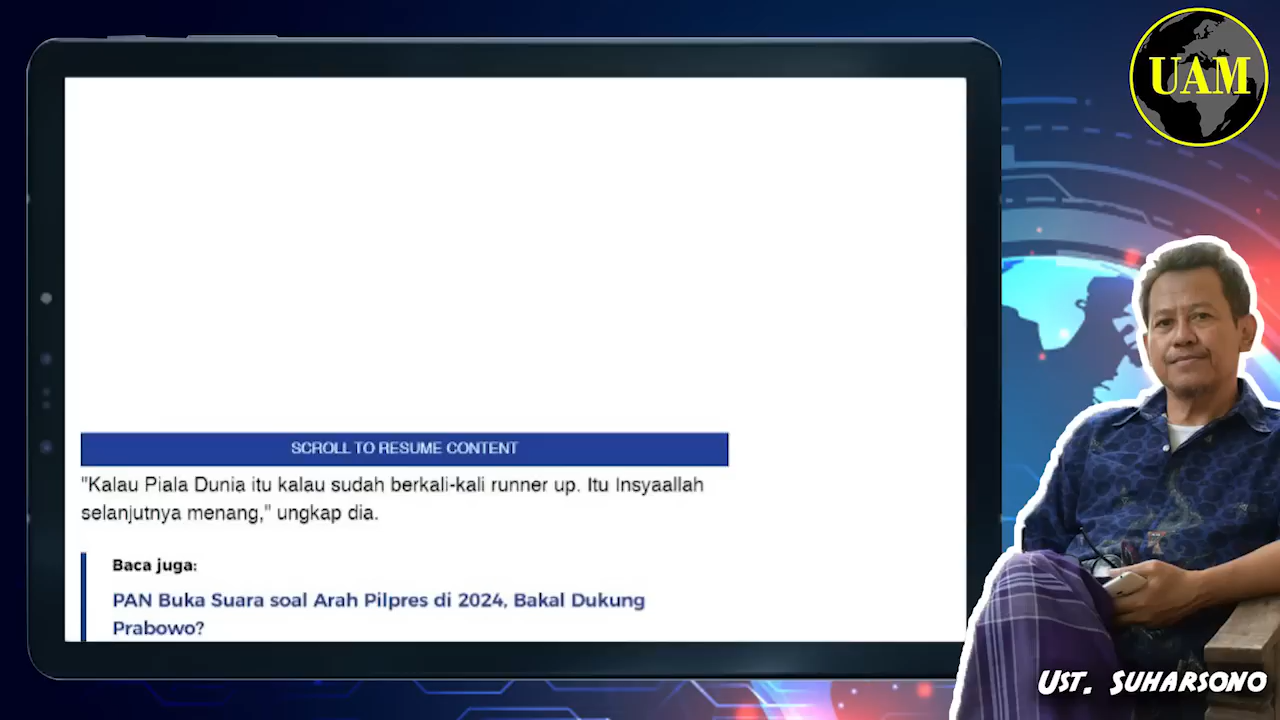 UAM
SCROLL TO RESUME CONTENT
"Kalau Piala Dunia itu kalau sudah berkali-kali runner up. Itu Insyaallah
selanjutnya menang," ungkap dia.
Baca juga:
PAN Buka Suara soal Arah Pilpres di 2024, Bakal Dukung
Prabowo?
UST. SUHARSONO